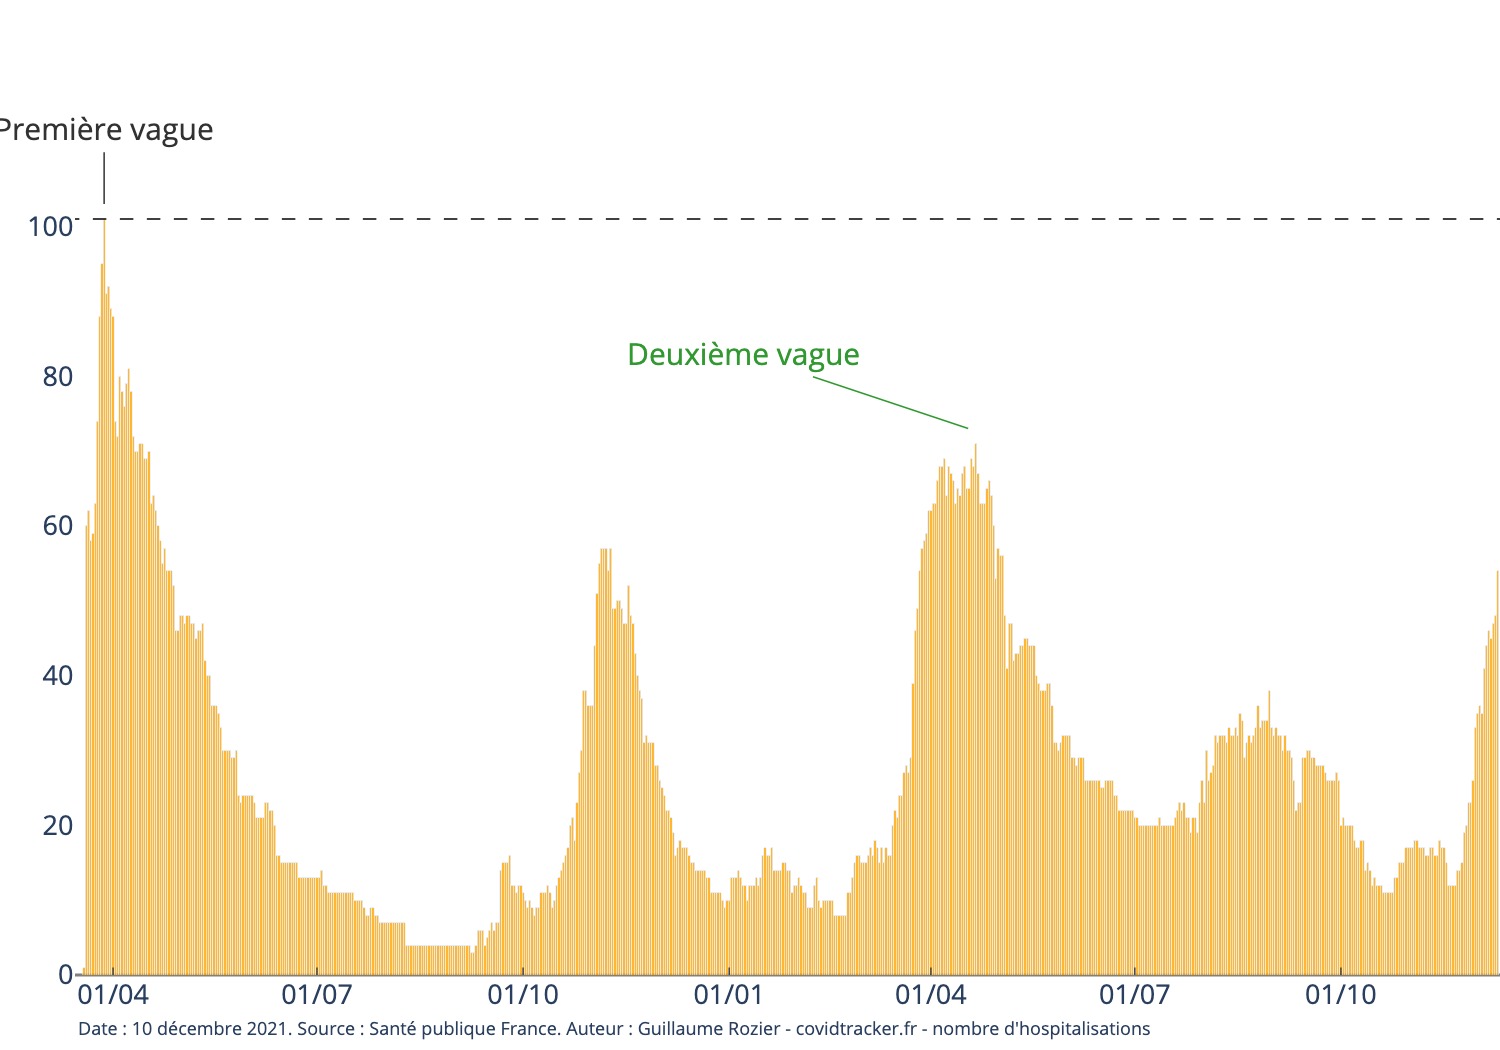 Première vague
100
Deuxième vague
80
60
40
20
0
01/04 01/07 01/10 01/01 01/04 01/07 01/10
Date : 10 décembre 2021. Source : Santé publique France. Auteur : Guillaume Rozier - covidtracker.fr - nombre d'hospitalisations